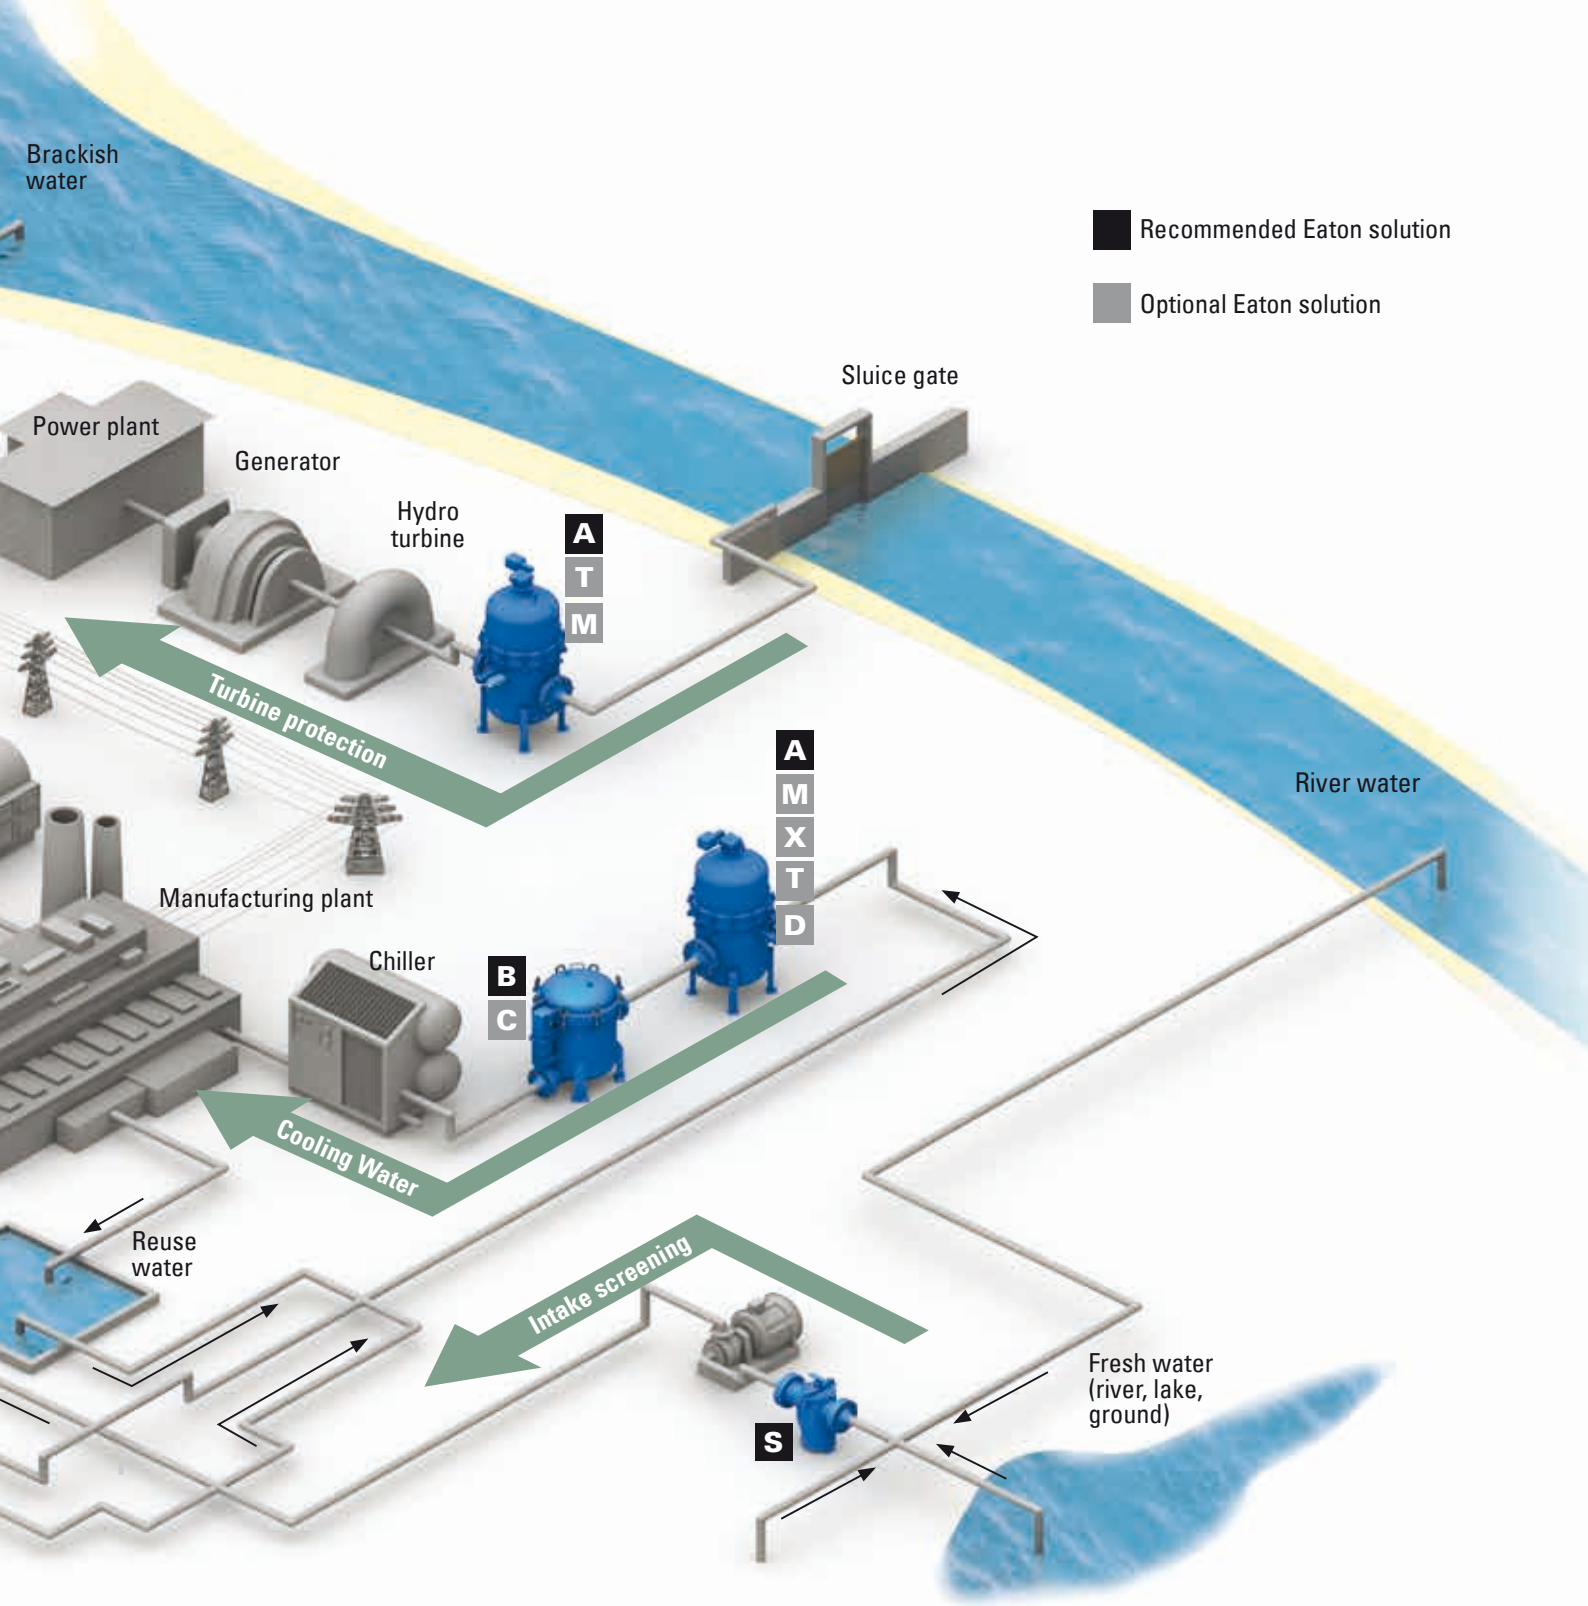 Brackish
water
Recommended Eaton solution
Optional Eaton solution
Sluice gate
Power plant
Generator
Hydro
turbine
A
T
M
Turbine protection
A
M
X
T
D
River water
Manufacturing plant
Chiller
B
C
Cooling Water
Reuse
water
Intake screening
Fresh water
(river, lake,
ground)
S